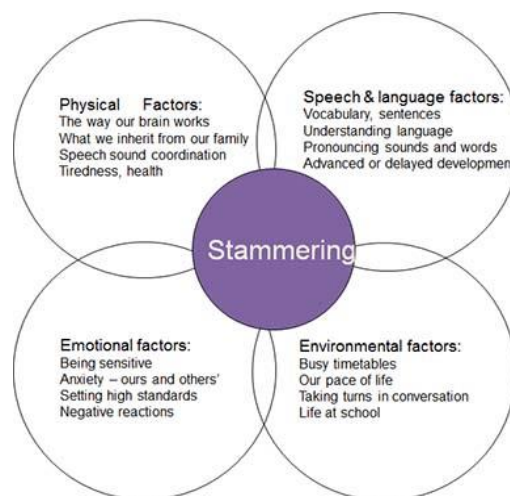 Physical Factors:
The way our brain works
What we inherit from our family
Speech sound coordination
Tiredness, health
Speech & language factors:
Vocabulary, sentences
Understanding language
Pronouncing sounds and words
Advanced or delayed developmen
Stammering
Emotional factors:
Being sensitive
Anxiety – ours and others'
Setting high standards
Negative reactions
Environmental factors:
Busy timetables
Our pace of life
Taking turns in conversation
Life at school